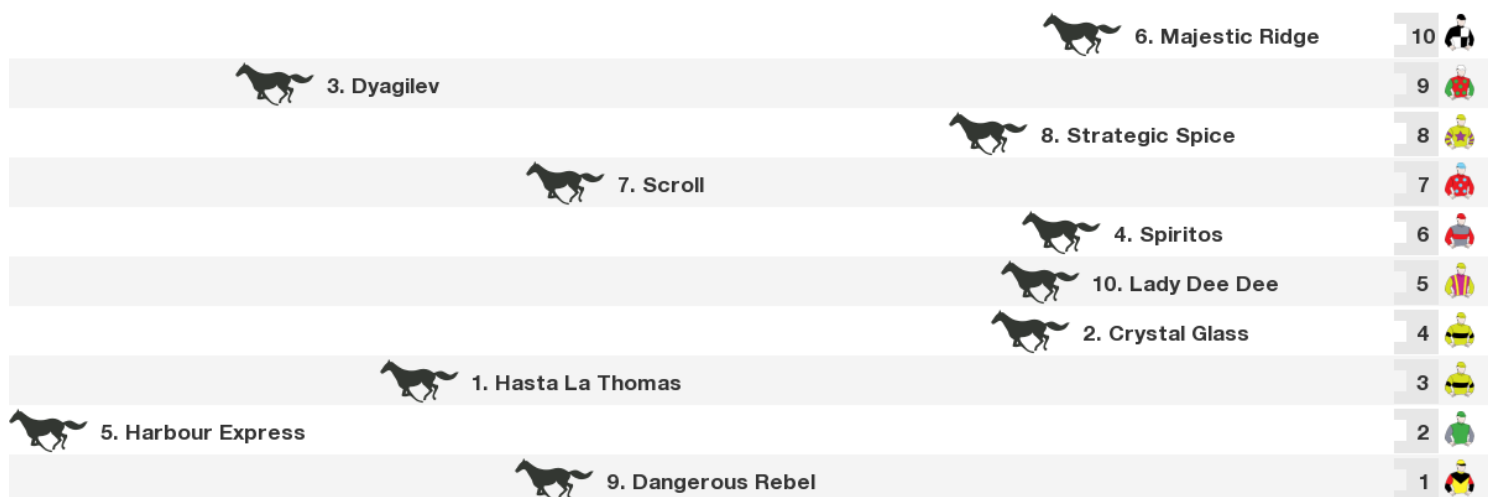 6. Majestic Ridge 10
3. Dyagilev 9
8. Strategic Spice 8
7. Scroll 7
4. Spiritos 6
10. Lady Dee Dee 5
2. Crystal Glass 4
1. Hasta La Thomas 3
5. Harbour Express 2
9. Dangerous Rebel 1